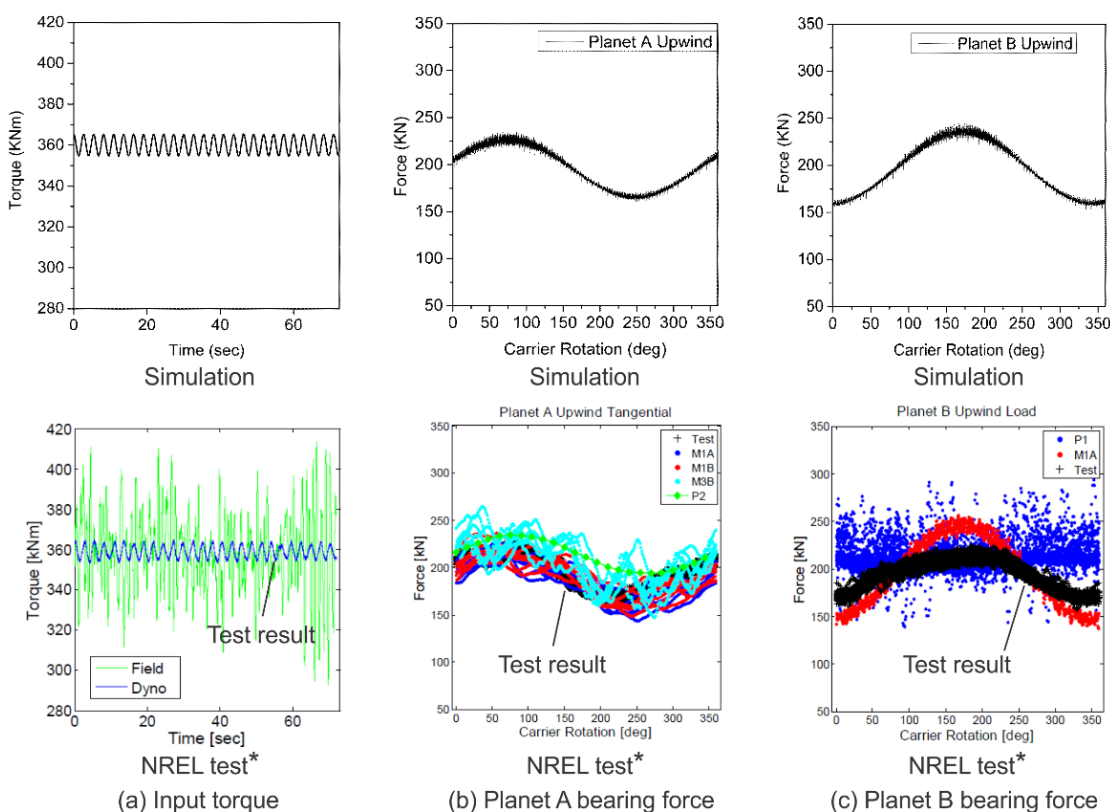 420
400
380
360
340
320
300
280
Torque (KNm)
0 20 40 60
Time (sec)
Simulation
350
300
250
200
150
100
50
Force (KN)
Planet A Upwind
0 50 100 150 200 250 300 350
Carrier Rotation (deg)
Simulation
350
300
250
200
150
100
50
Force (KN)
Planet B Upwind
0 50 100 150 200 250 300 350
Carrier Rotation (deg)
Simulation
420
400
380
360
340
320
300
280
Torque [kNm]
Test result
Field
Dyno
0 20 40 60
Time [sec]
NREL test*
(a) Input torque
Planet A Upwind Tangential
350
300
250
200
150
100
50
Force [kN]
Test
M1A
M1B
M3B
P2
Test result
0 50 100 150 200 250 300 350
Carrier Rotation [deg]
NREL test*
(b) Planet A bearing force
Planet B Upwind Load
350
300
250
200
150
100
50
Force [kN]
P1
M1A
Test
Test result
0 50 100 150 200 250 300 350
Carrier Rotation [deg]
NREL test*
(c) Planet B bearing force